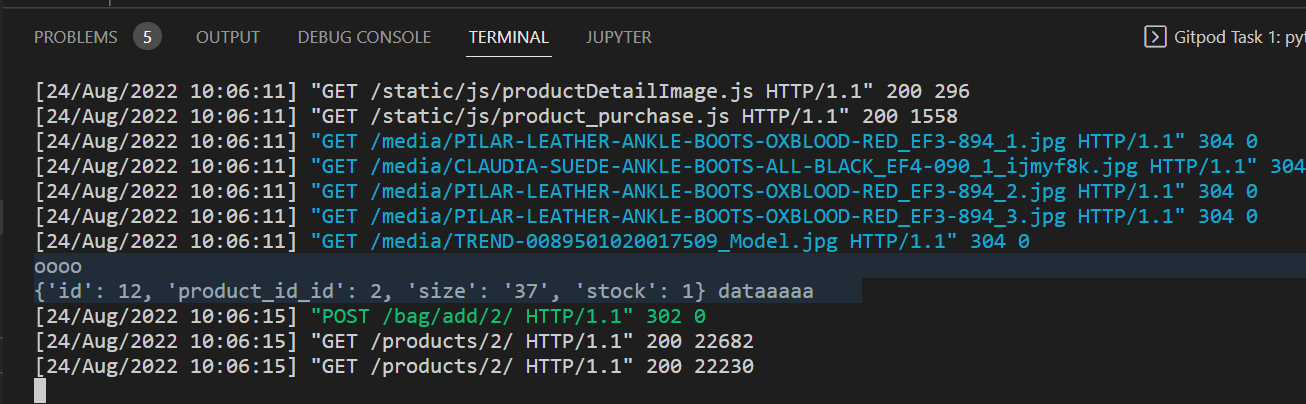 PROBLEMS 5 OUTPUT DEBUG CONSOLE TERMINAL JUPYTER Gitpod Task 1: pyt
[24/Aug/2022 10:06:11] "GET /static/js/productDetailImage.js HTTP/1.1" 200 296
[24/Aug/2022 10:06:11] "GET /static/js/product_purchase.js HTTP/1.1" 200 1558
[24/Aug/2022 10:06:11] "GET /media/PILAR-LEATHER-ANKLE-BOOTS-OXBLOOD-RED_EF3-894_1.jpg HTTP/1.1" 304 0
[24/Aug/2022 10:06:11] "GET /media/CLAUDIA-SUEDE-ANKLE-BOOTS-ALL-BLACK_EF4-090_1_ijmyf8k.jpg HTTP/1.1" 304
[24/Aug/2022 10:06:11] "GET /media/PILAR-LEATHER-ANKLE-BOOTS-OXBLOOD-RED_EF3-894_2.jpg HTTP/1.1" 304 0
[24/Aug/2022 10:06:11] "GET /media/PILAR-LEATHER-ANKLE-BOOTS-OXBLOOD-RED_EF3-894_3.jpg HTTP/1.1" 304 0
[24/Aug/2022 10:06:11] "GET /media/TREND-0089501020017509_Model.jpg HTTP/1.1" 304 0
oooo
{'id': 12, 'product_id_id': 2, 'size': '37', 'stock': 1} dataaaaa
[24/Aug/2022 10:06:15] "POST /bag/add/2/ HTTP/1.1" 302 0
[24/Aug/2022 10:06:15] "GET /products/2/ HTTP/1.1" 200 22682
[24/Aug/2022 10:06:15] "GET /products/2/ HTTP/1.1" 200 22230